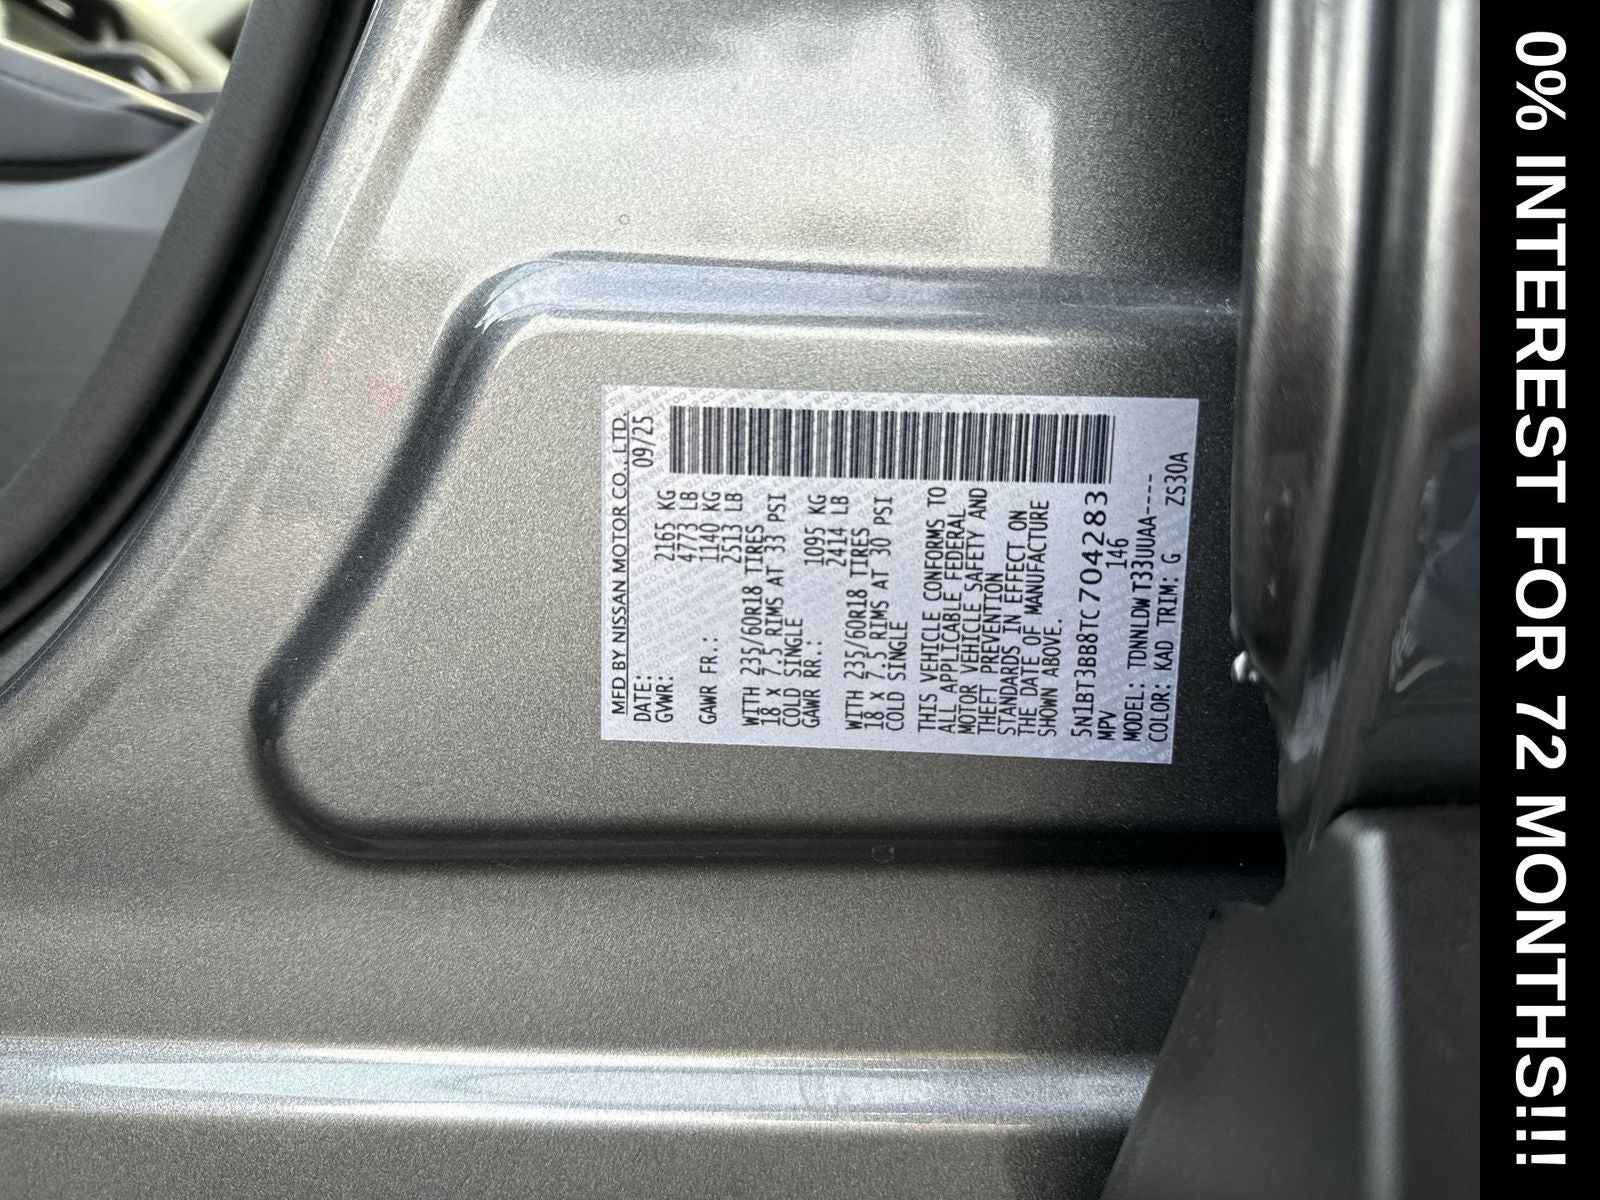 MFD BY NISSAN MOTOR CO., LTD.
DATE: 09/25
GVWR: 2165 KG
4773 LB
GAWR FR.: 1140 KG
2513 LB
WITH 235/60R18 TIRES
18 X 7.5 RIMS AT 33 PSI
COLD SINGLE
GAWR RR.: 1095 KG
2414 LB
WITH 235/60R18 TIRES
18 X 7.5 RIMS AT 30 PSI
COLD SINGLE
THIS VEHICLE CONFORMS TO
ALL APPLICABLE FEDERAL
MOTOR VEHICLE SAFETY AND
THEFT PREVENTION
STANDARDS IN EFFECT ON
THE DATE OF MANUFACTURE
SHOWN ABOVE.
5N1BT3BB8TC704283
MPV 146
MODEL: TDNNLDW T33UUAA----
COLOR: KAD TRIM: G ZS30A
0% INTEREST FOR 72 MONTHS!!!